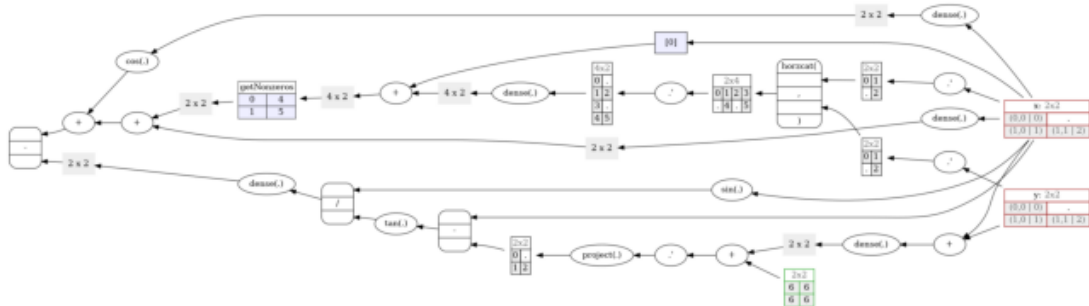 2 x 2
dense(.)
cos(.)
[0]
4x2
0 .
1 2
3 .
4 5
2x4
0 1 2 3
. 4 . 5
horzcat(
,
)
2x2
0 1
. 2
.'
getNonzeros
0 4
1 5
2 x 2
4 x 2
+
4 x 2
dense(.)
.'
x: 2x2
(0,0 | 0) .
(1,0 | 1) (1,1 | 2)
+
+
dense(.)
-
2 x 2
2 x 2
2x2
0 1
. 2
.'
dense(.)
/
sin(.)
y: 2x2
(0,0 | 0) .
(1,0 | 1) (1,1 | 2)
tan(.)
2x2
0 .
1 2
project(.)
.'
+
2 x 2
dense(.)
+
2x2
6 6
6 6